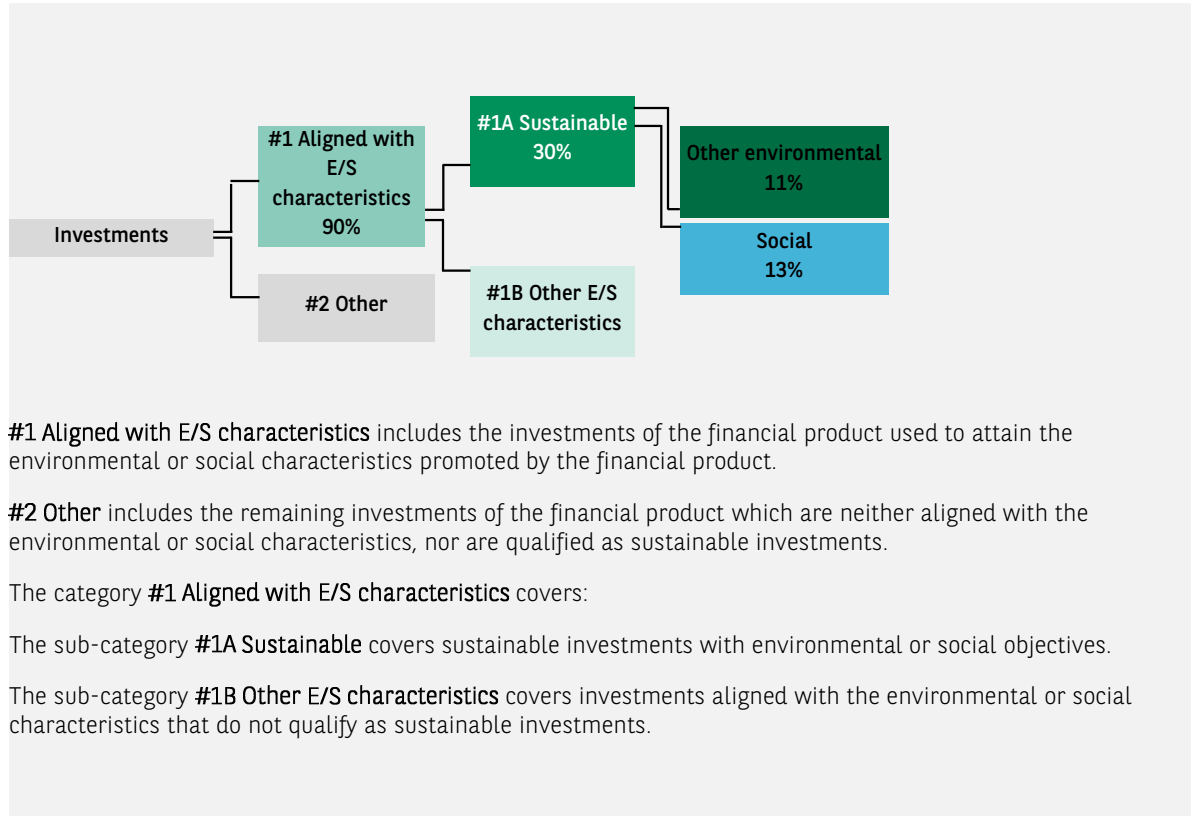 #1A Sustainable
30%
#1 Aligned with
E/S
characteristics
90%
Other environmental
11%
Investments
Social
13%
#2 Other
#1B Other E/S
characteristics
#1 Aligned with E/S characteristics includes the investments of the financial product used to attain the
environmental or social characteristics promoted by the financial product.
#2 Other includes the remaining investments of the financial product which are neither aligned with the
environmental or social characteristics, nor are qualified as sustainable investments.
The category #1 Aligned with E/S characteristics covers:
The sub-category #1A Sustainable covers sustainable investments with environmental or social objectives.
The sub-category #1B Other E/S characteristics covers investments aligned with the environmental or social
characteristics that do not qualify as sustainable investments.